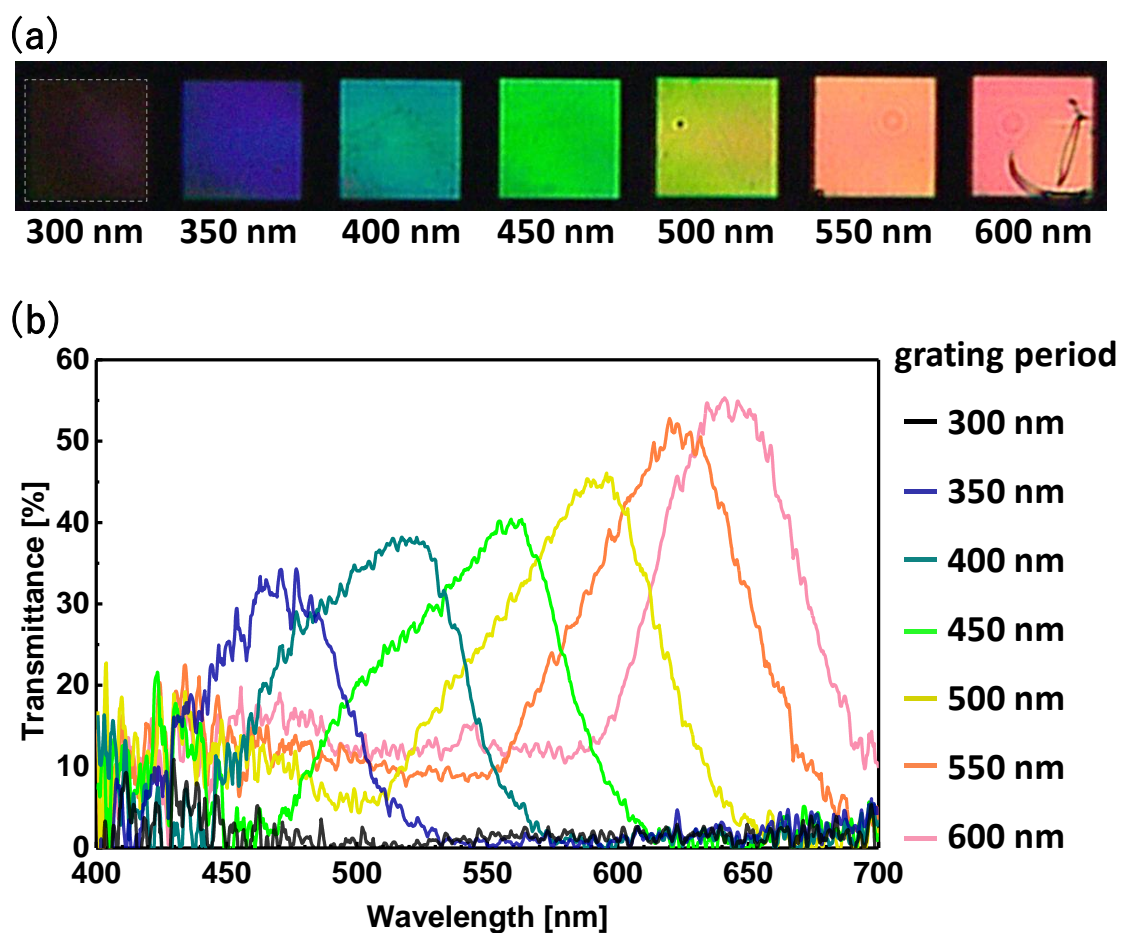 (a)
300 nm 350 nm 400 nm 450 nm 500 nm 550 nm 600 nm
(b)
60
50
40
30
20
10
0
Transmittance [%]
400 450 500 550 600 650 700
Wavelength [nm]
grating period
300 nm
350 nm
400 nm
450 nm
500 nm
550 nm
600 nm